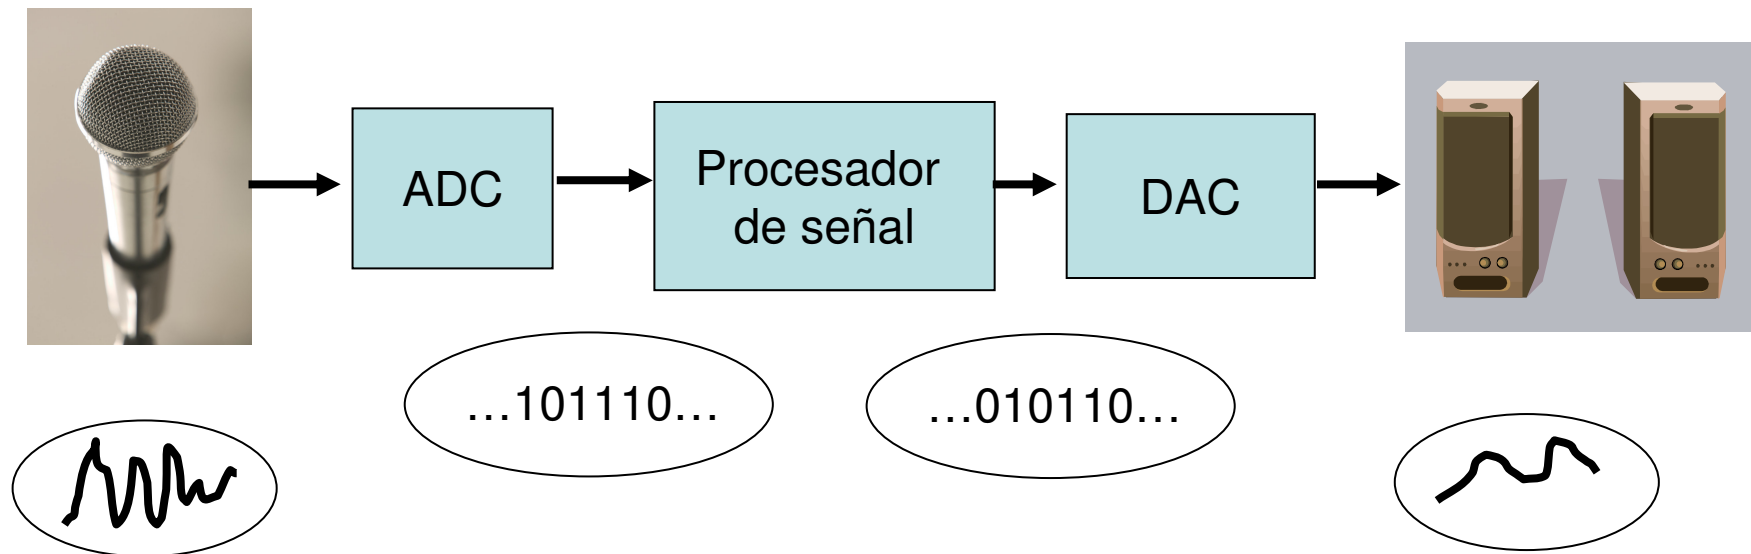 ADC
Procesador
de señal
DAC
…101110…
…010110…